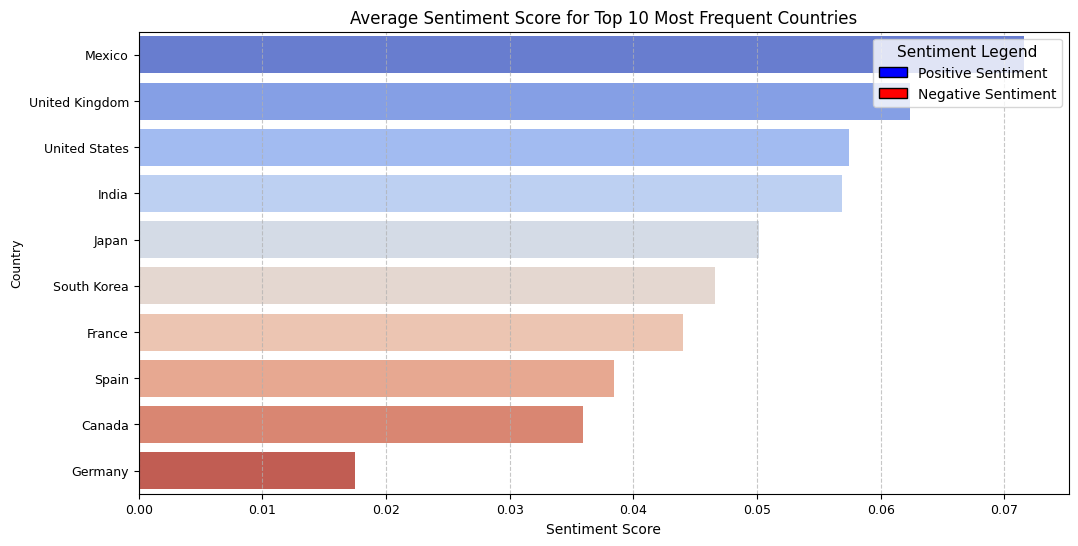 Average Sentiment Score for Top 10 Most Frequent Countries
Sentiment Legend
Positive Sentiment
Negative Sentiment
Country
Mexico
United Kingdom
United States
India
Japan
South Korea
France
Spain
Canada
Germany
0.00 0.01 0.02 0.03 0.04 0.05 0.06 0.07
Sentiment Score